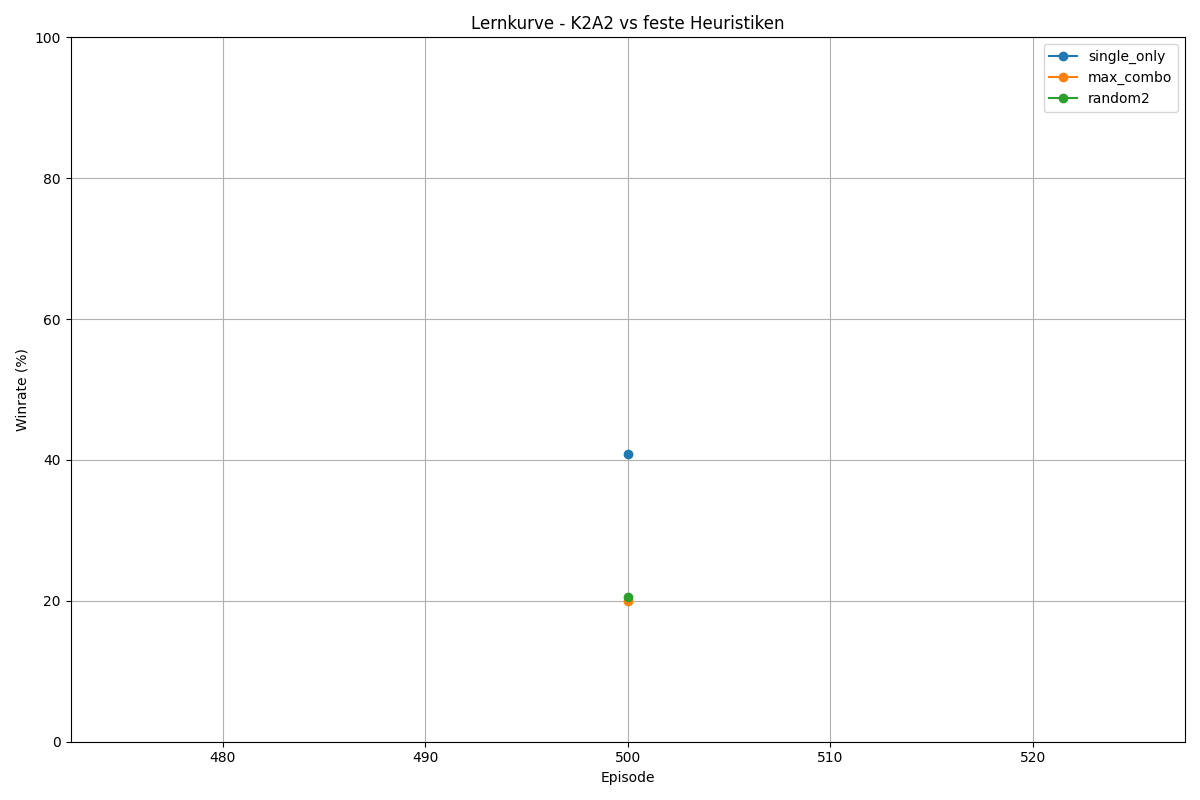 Lernkurve - K2A2 vs feste Heuristiken
single_only
max_combo
random2
Winrate (%)
100
80
60
40
20
0
480
490
500
510
520
Episode